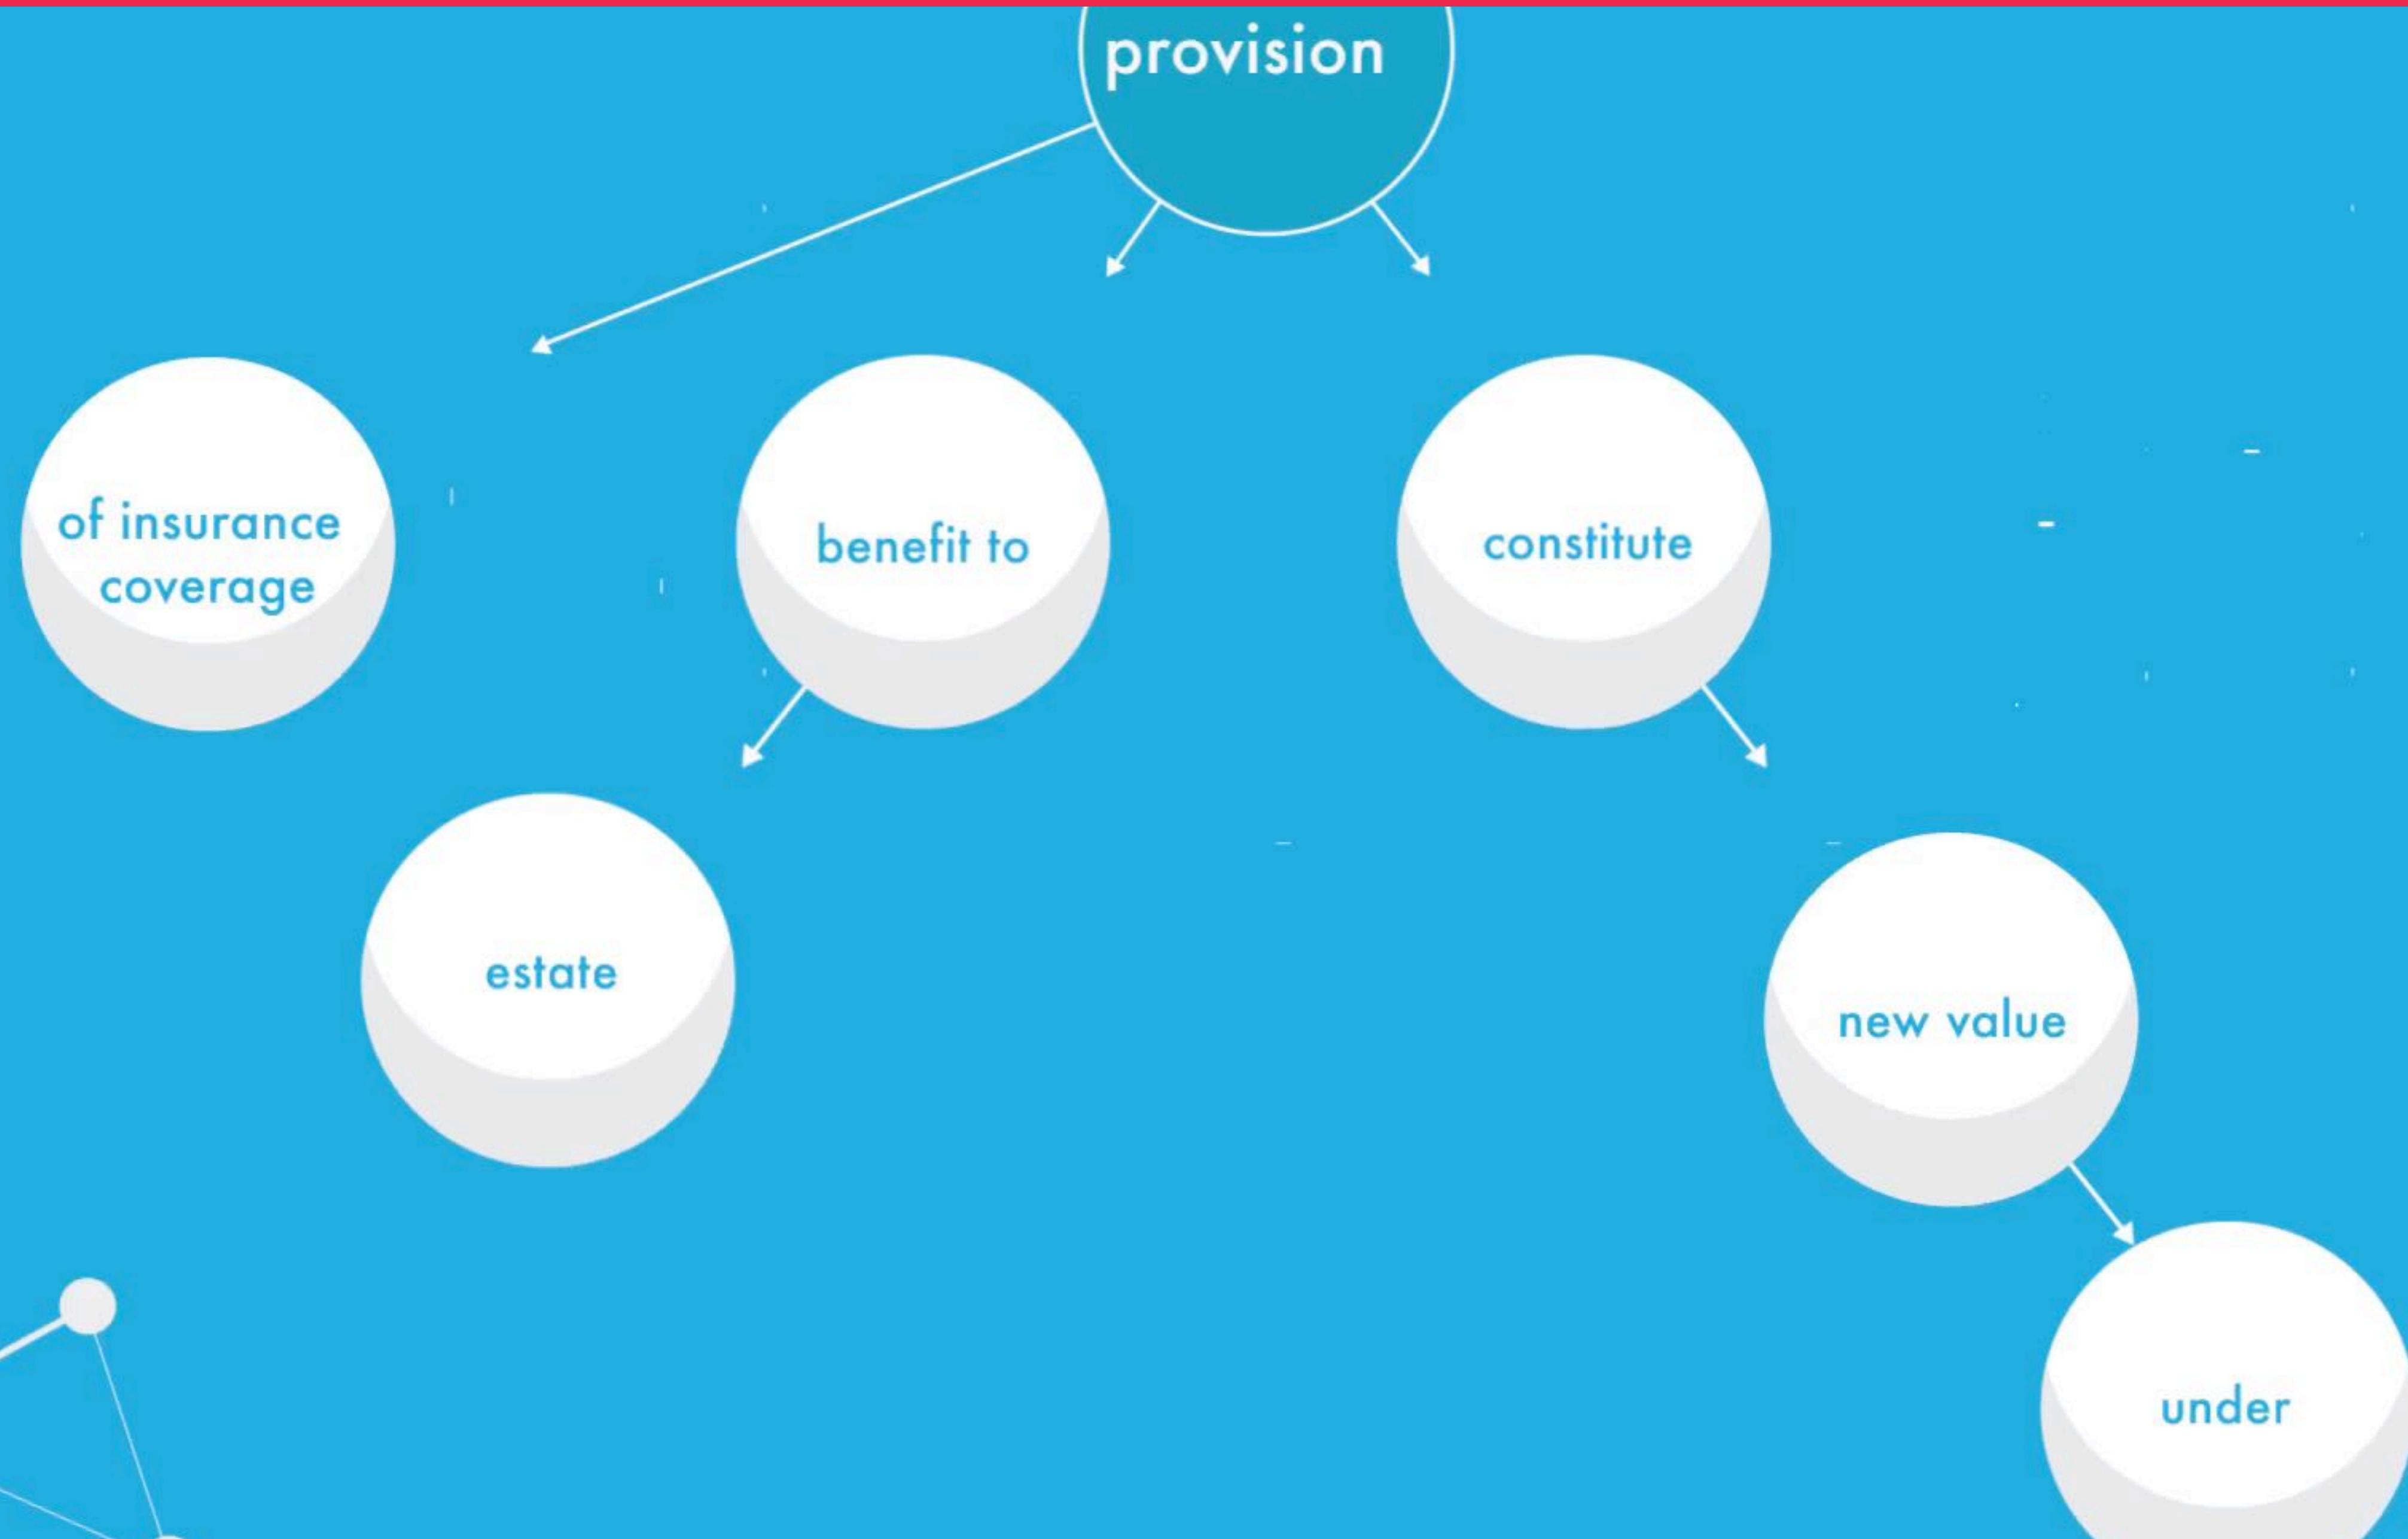 provision
of insurance
coverage
benefit to
constitute
estate
new value
under